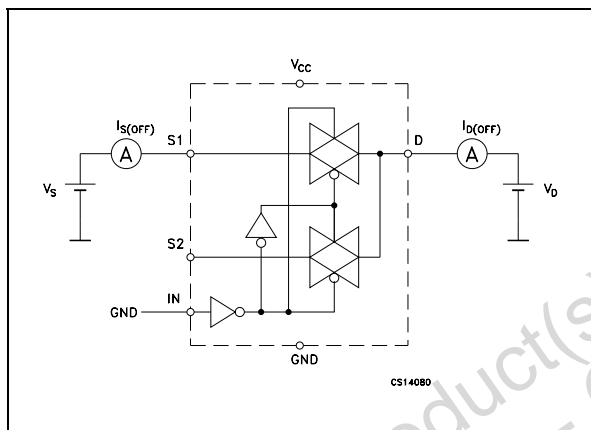 VCC
IS(OFF)
ID(OFF)
A
S1
D
A
VS
VD
S2
IN
GND
GND
CS14080